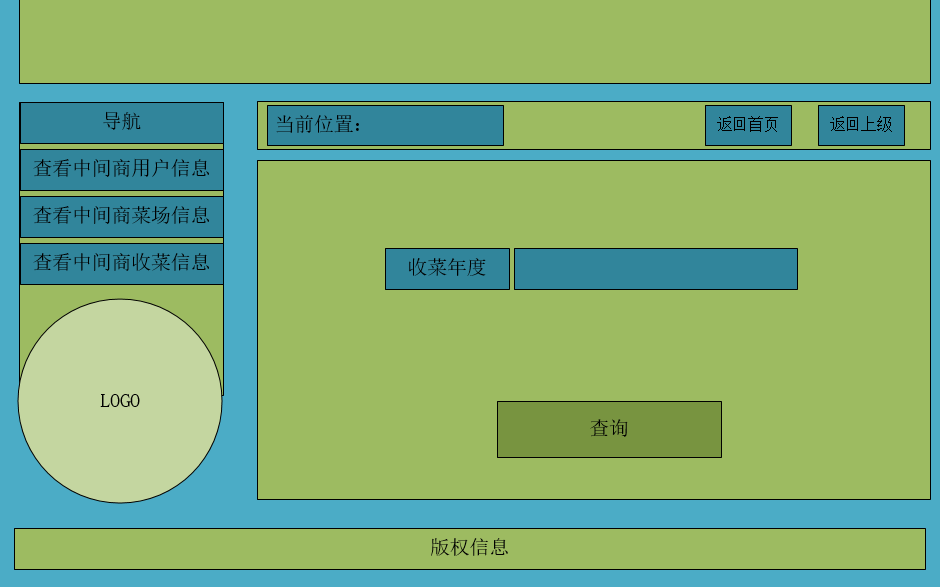 导航
查看中间商用户信息
查看中间商菜场信息
查看中间商收菜信息
LOGO
当前位置：
返回首页
返回上级
收菜年度
查询
版权信息